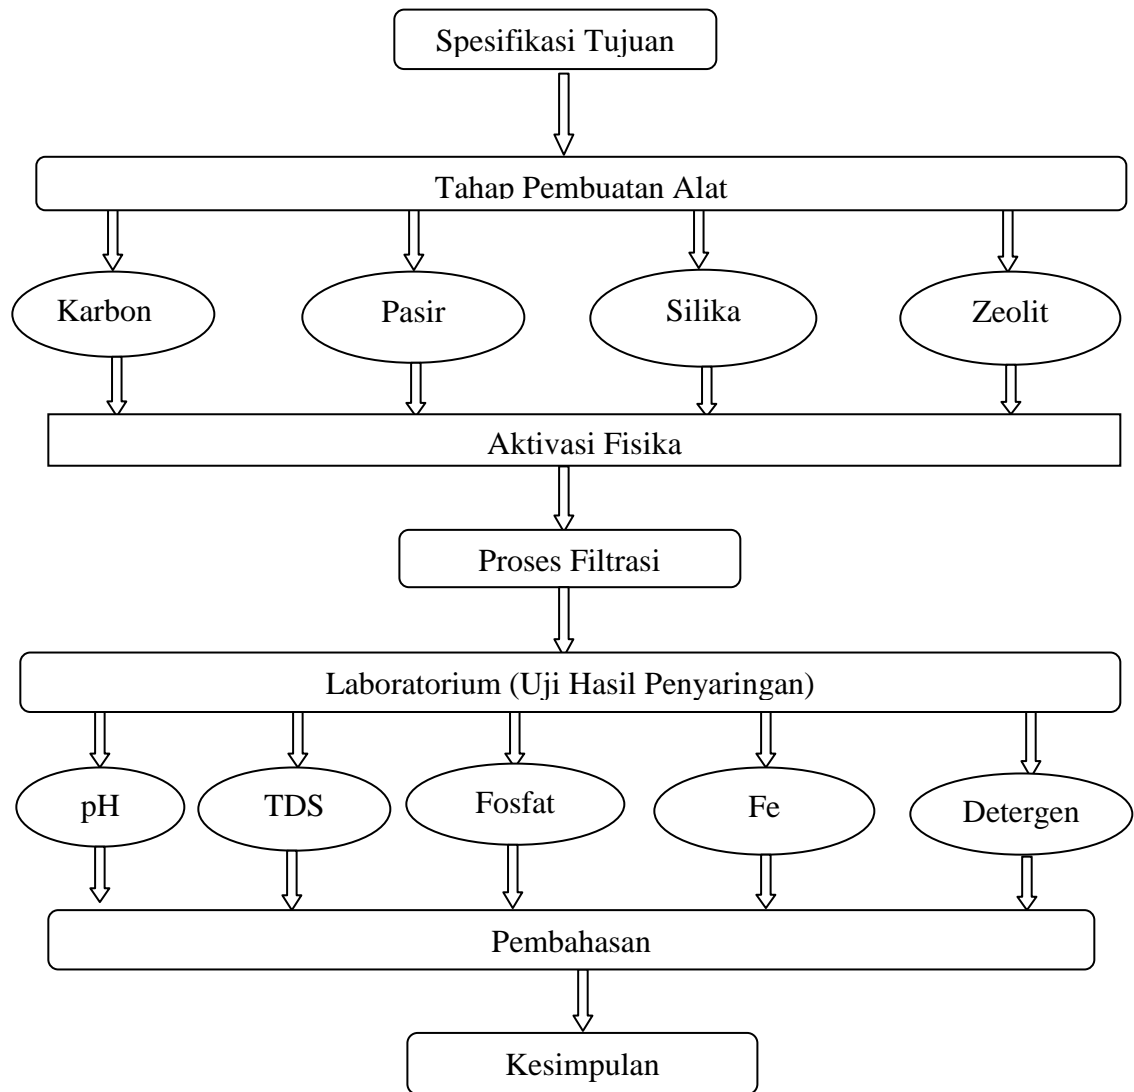 Spesifikasi Tujuan
Tahap Pembuatan Alat
Karbon
Pasir
Silika
Zeolit
Aktivasi Fisika
Proses Filtrasi
Laboratorium (Uji Hasil Penyaringan)
pH
TDS
Fosfat
Fe
Detergen
Pembahasan
Kesimpulan